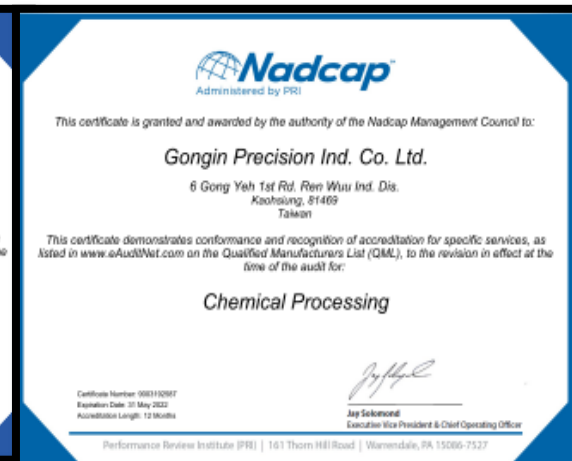 Nadcap
Administered by PRI
This certificate is granted and awarded by the authority of the Nadcap Management Council to:
Gongin Precision Ind. Co. Ltd.
6 Gong Yeh 1st Rd. Ren Wuu Ind. Dis.
Kaohsiung, 81469
Taiwan
This certificate demonstrates conformance and recognition of accreditation for specific services, as
listed in www.eAuditNet.com on the Qualified Manufacturers List (QML), to the revision in effect at the
time of the audit for:
Chemical Processing
Certificate Number:
Expiration Date: 31 May 2022
Accreditation Length: 12 Months
Jay Solomond
Executive Vice President & Chief Operating Officer
Performance Review Institute (PRI) | 161 Thorn Hill Road | Warrendale, PA 15086-7527